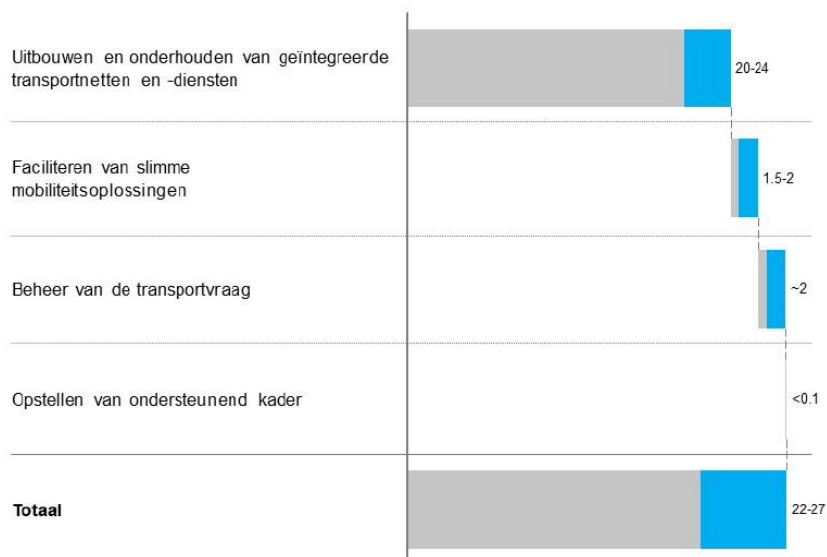 Uitbouwen en onderhouden van geïntegreerde
transportnetten en -diensten
20-24
Faciliteren van slimme
mobiliteitsoplossingen
1.5-2
Beheer van de transportvraag
~2
Opstellen van ondersteunend kader
<0.1
Totaal
22-27